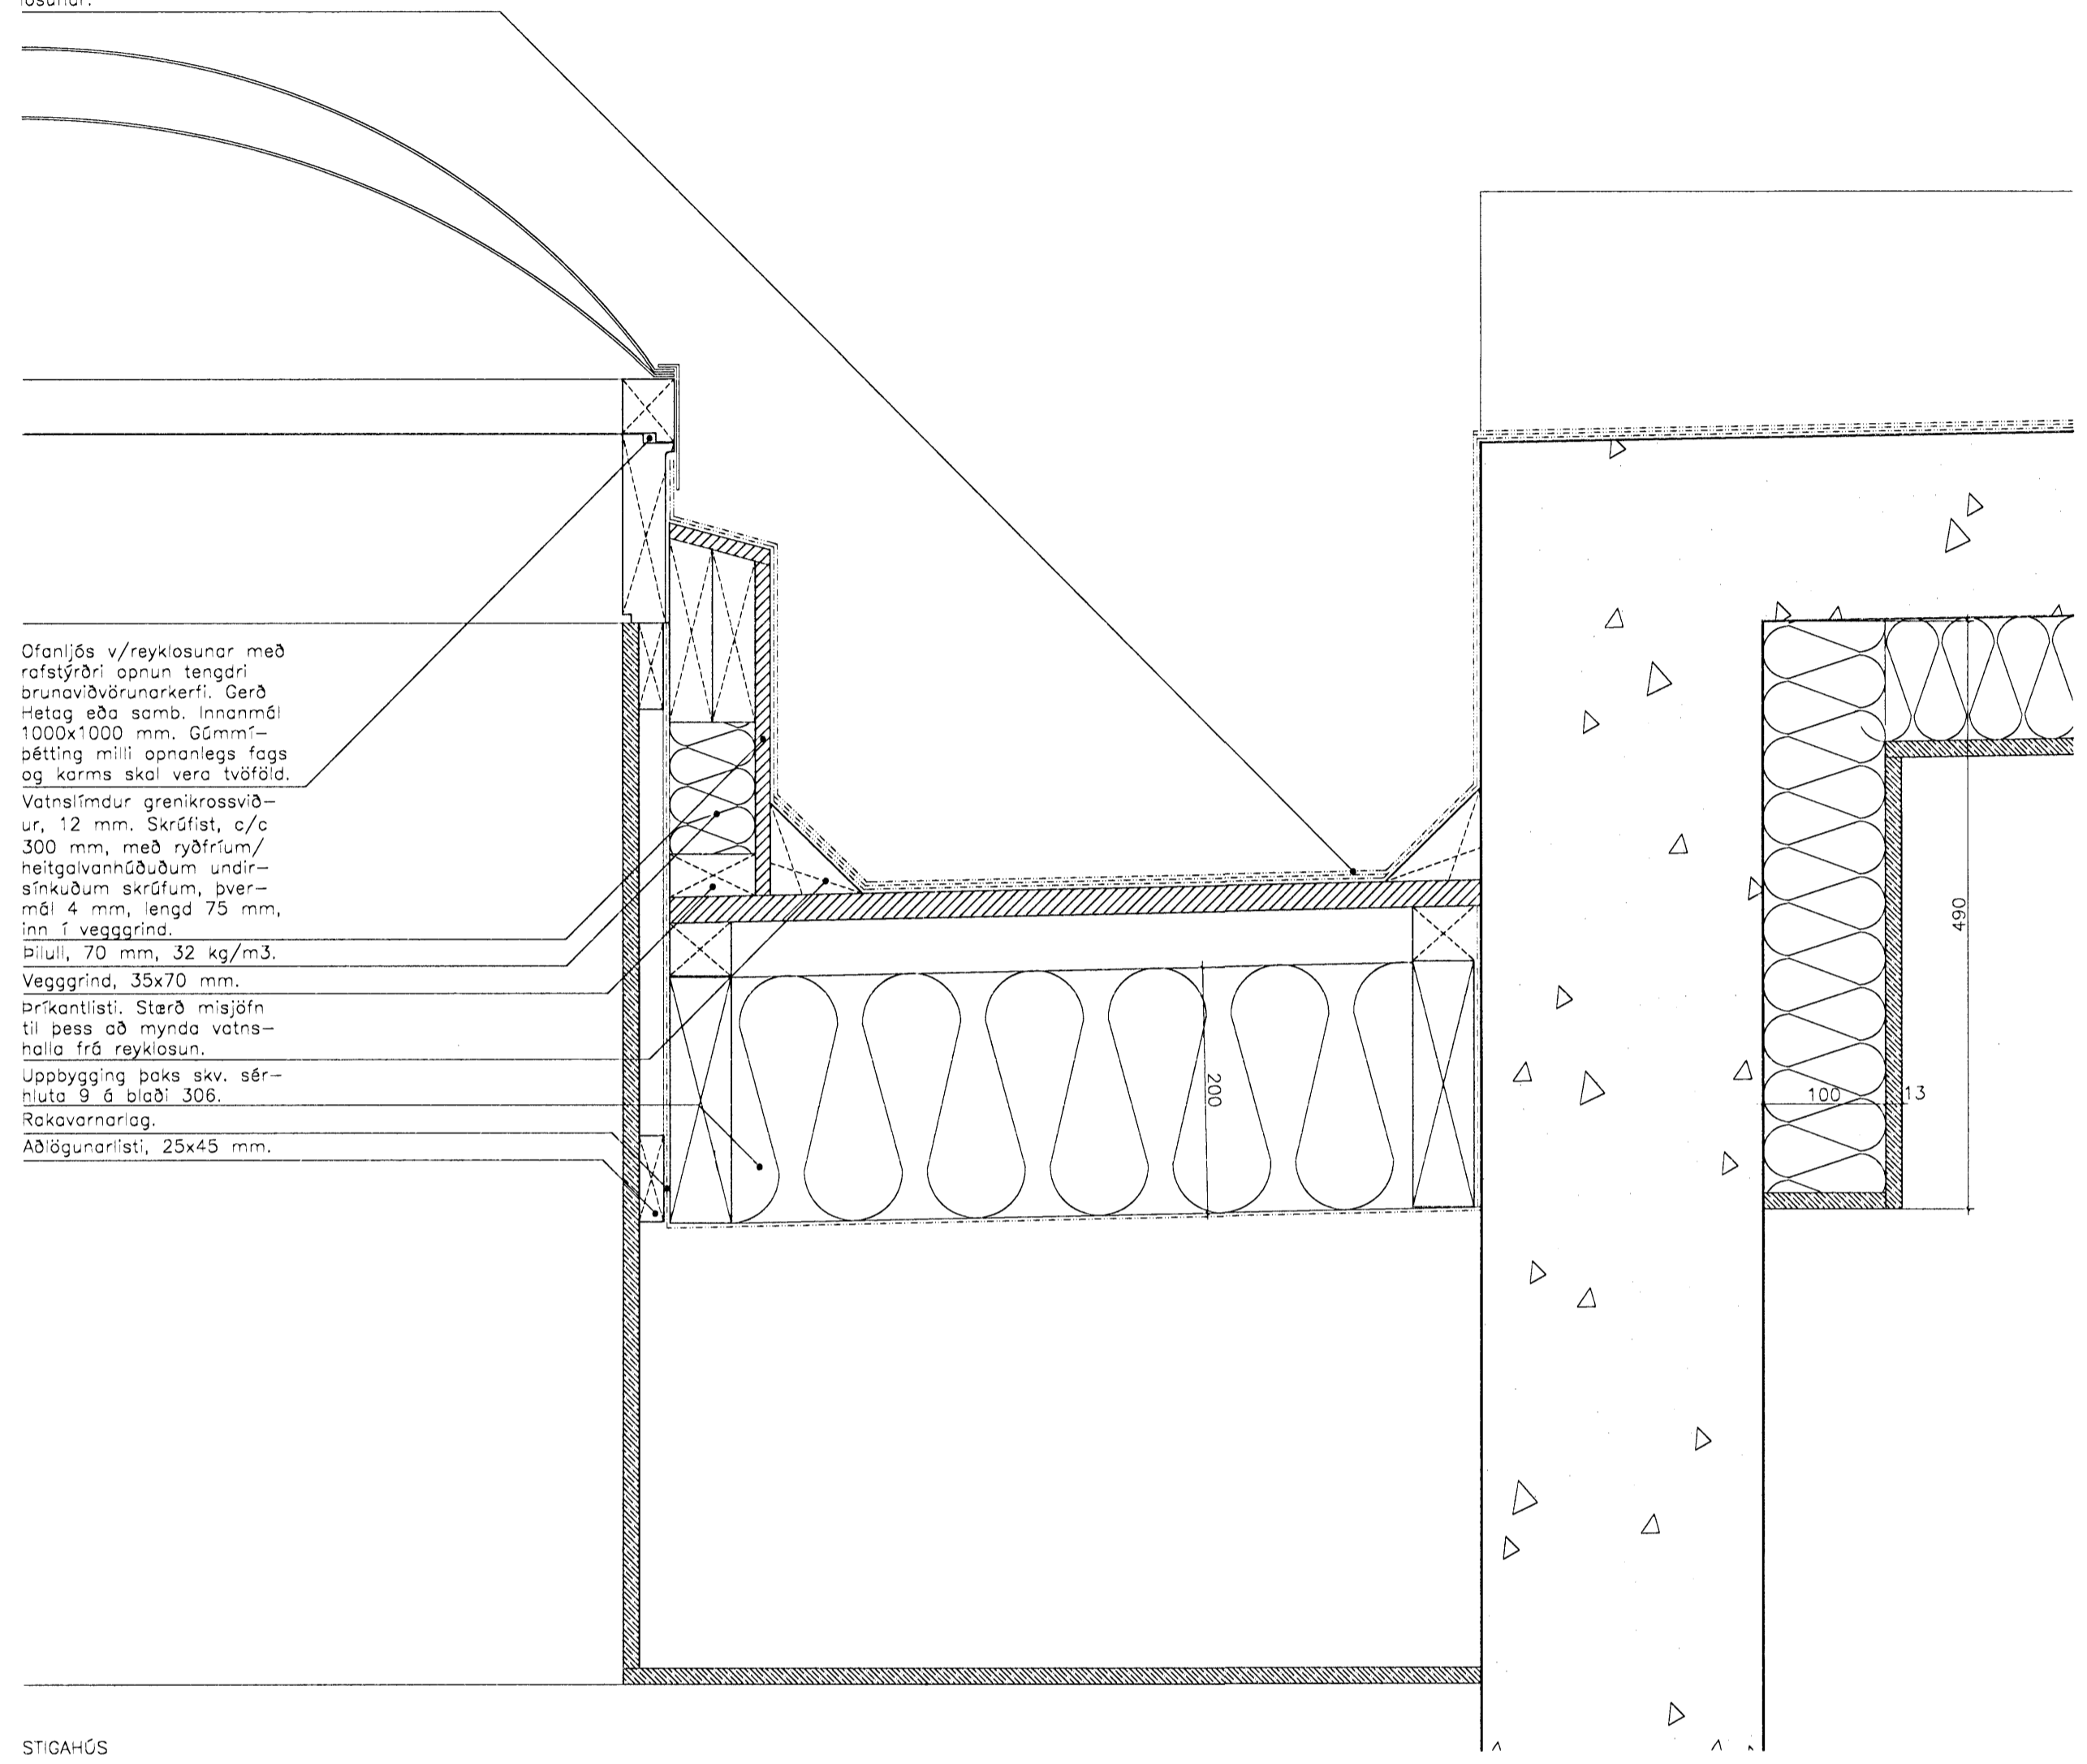 losunar.
Ofanljós v/reyklosunar með
rafstýrðri opnun tengdri
brunaviðvörunarkerfi. Gerð
Hetag eða samb. Innanmál
1000x1000 mm. Gúmmí-
þétting milli opnanlegs fags
og karms skal vera tvöföld.
Vatnslímdur grenikrossvið-
ur, 12 mm. Skrúfist, c/c
300 mm, með ryðfríum/
heitgalvanhúðuðum undir-
sínkuðum skrúfum, þver-
mál 4 mm, lengd 75 mm,
inn í vegggrind.
Þilull, 70 mm, 32 kg/m3.
Vegggrind, 35x70 mm.
Þríkantlisti. Stærð misjöfn
til þess að mynda vatns-
halla frá reyklosun.
Uppbygging þaks skv. sér-
hluta 9 á blaði 306.
Rakavarnarlag.
Aðlögunarlisti, 25x45 mm.
200
490
100
13
STIGAHÚS